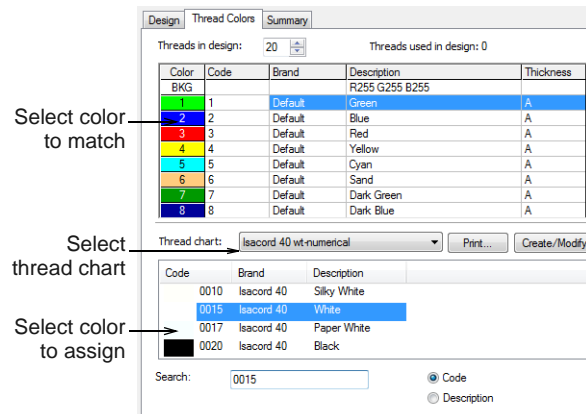 Design Thread Colors Summary
Threads in design: 20 Threads used in design: 0
Color Code Brand Description Thickness
BKG R255 G255 B255
1 1 Default Green A
2 2 Default Blue A
3 3 Default Red A
4 4 Default Yellow A
5 5 Default Cyan A
6 6 Default Sand A
7 7 Default Dark Green A
8 8 Default Dark Blue A
Select color
to match
Select
thread chart
Thread chart: Isacord 40 wt-numerical Print... Create/Modify
Code Brand Description
0010 Isacord 40 Silky White
0015 Isacord 40 White
0017 Isacord 40 Paper White
0020 Isacord 40 Black
Select color
to assign
Search: 0015 Code
Description